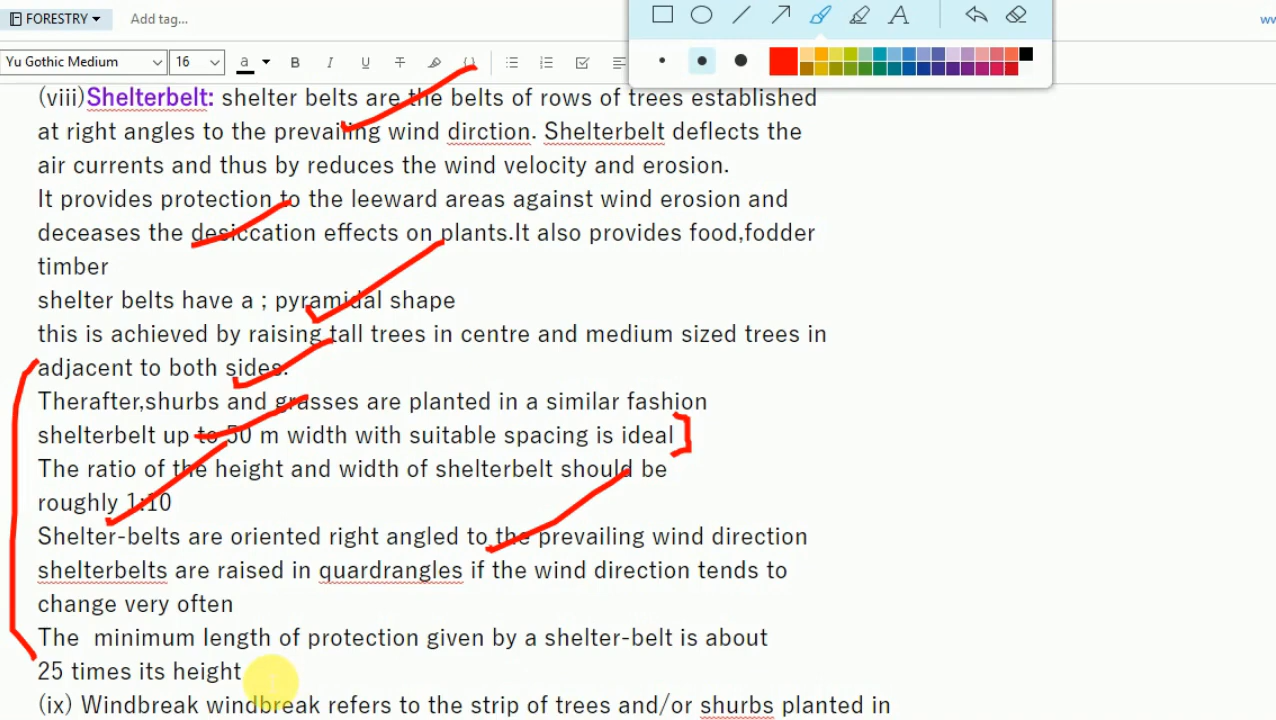 FORESTRY Add tag... ww
Yu Gothic Medium 16 a B I U T
(viii)Shelterbelt: shelter belts are the belts of rows of trees established
at right angles to the prevailing wind dirction. Shelterbelt deflects the
air currents and thus by reduces the wind velocity and erosion.
It provides protection to the leeward areas against wind erosion and
deceases the desiccation effects on plants.It also provides food,fodder
timber
shelter belts have a ; pyramidal shape
this is achieved by raising tall trees in centre and medium sized trees in
adjacent to both sides.
Therafter,shurbs and grasses are planted in a similar fashion
shelterbelt up to 50 m width with suitable spacing is ideal
The ratio of the height and width of shelterbelt should be
roughly 1:10
Shelter-belts are oriented right angled to the prevailing wind direction
shelterbelts are raised in quardrangles if the wind direction tends to
change very often
The minimum length of protection given by a shelter-belt is about
25 times its height
(ix) Windbreak windbreak refers to the strip of trees and/or shurbs planted in